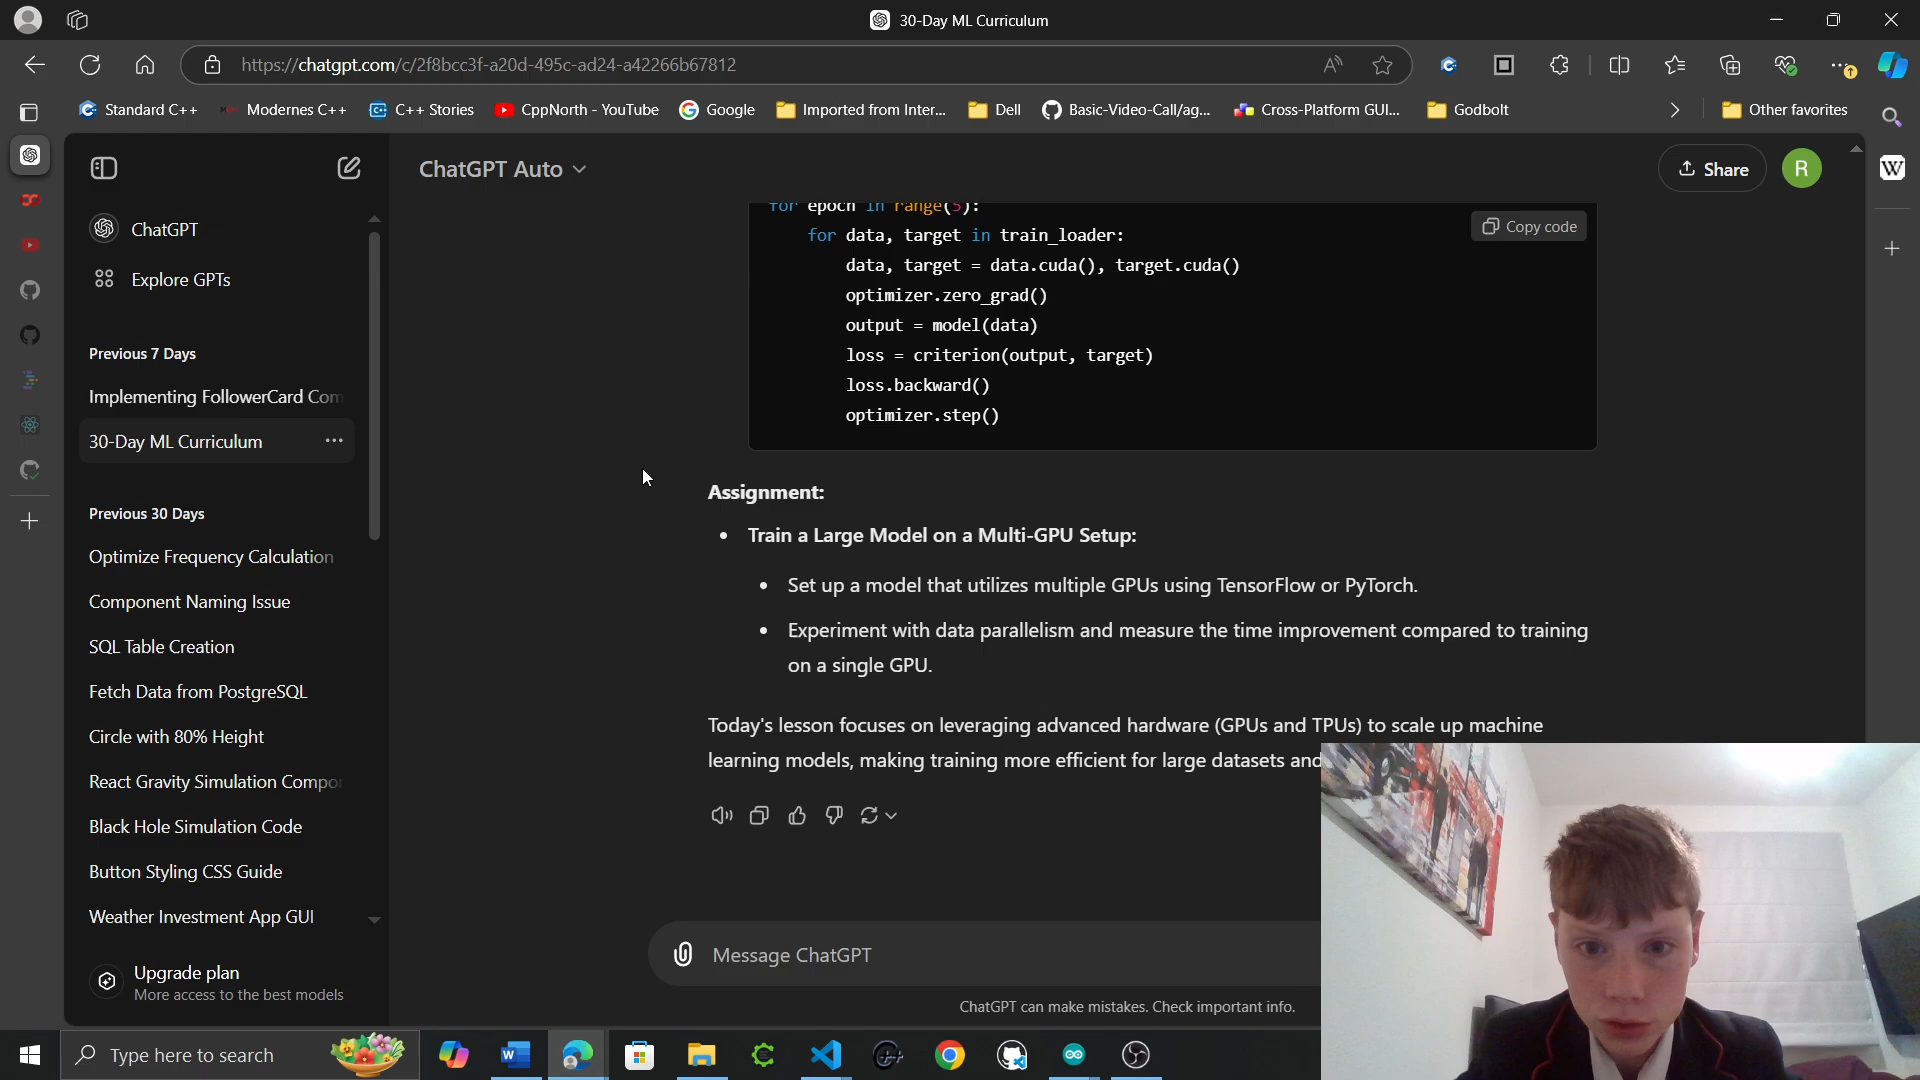 30-Day ML Curriculum
https://chatgpt.com/c/2f8bcc3f-a20d-495c-ad24-a42266b67812
Standard C++
Modernes C++
C++ Stories
CppNorth - YouTube
Google
Imported from Inter...
Dell
Basic-Video-Call/ag...
Cross-Platform GUI...
Godbolt
Other favorites
ChatGPT Auto
Share
R
W
ChatGPT
Explore GPTs
Previous 7 Days
Implementing FollowerCard Com
30-Day ML Curriculum
Previous 30 Days
Optimize Frequency Calculation
Component Naming Issue
SQL Table Creation
Fetch Data from PostgreSQL
Circle with 80% Height
React Gravity Simulation Compo
Black Hole Simulation Code
Button Styling CSS Guide
Weather Investment App GUI
Upgrade plan
More access to the best models
for epoch in range(5):
Copy code
for data, target in train_loader:
data, target = data.cuda(), target.cuda()
optimizer.zero_grad()
output = model(data)
loss = criterion(output, target)
loss.backward()
optimizer.step()
Assignment:
Train a Large Model on a Multi-GPU Setup:
Set up a model that utilizes multiple GPUs using TensorFlow or PyTorch.
Experiment with data parallelism and measure the time improvement compared to training
on a single GPU.
Today's lesson focuses on leveraging advanced hardware (GPUs and TPUs) to scale up machine
learning models, making training more efficient for large datasets and
Message ChatGPT
ChatGPT can make mistakes. Check important info.
Type here to search